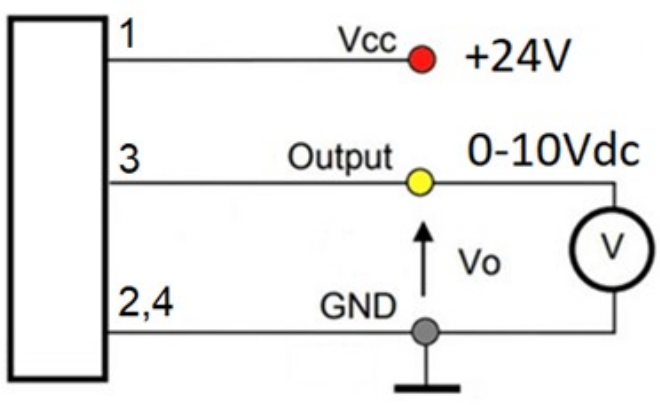 1
Vcc
+24V
3
Output
0-10Vdc
V
Vo
2,4
GND